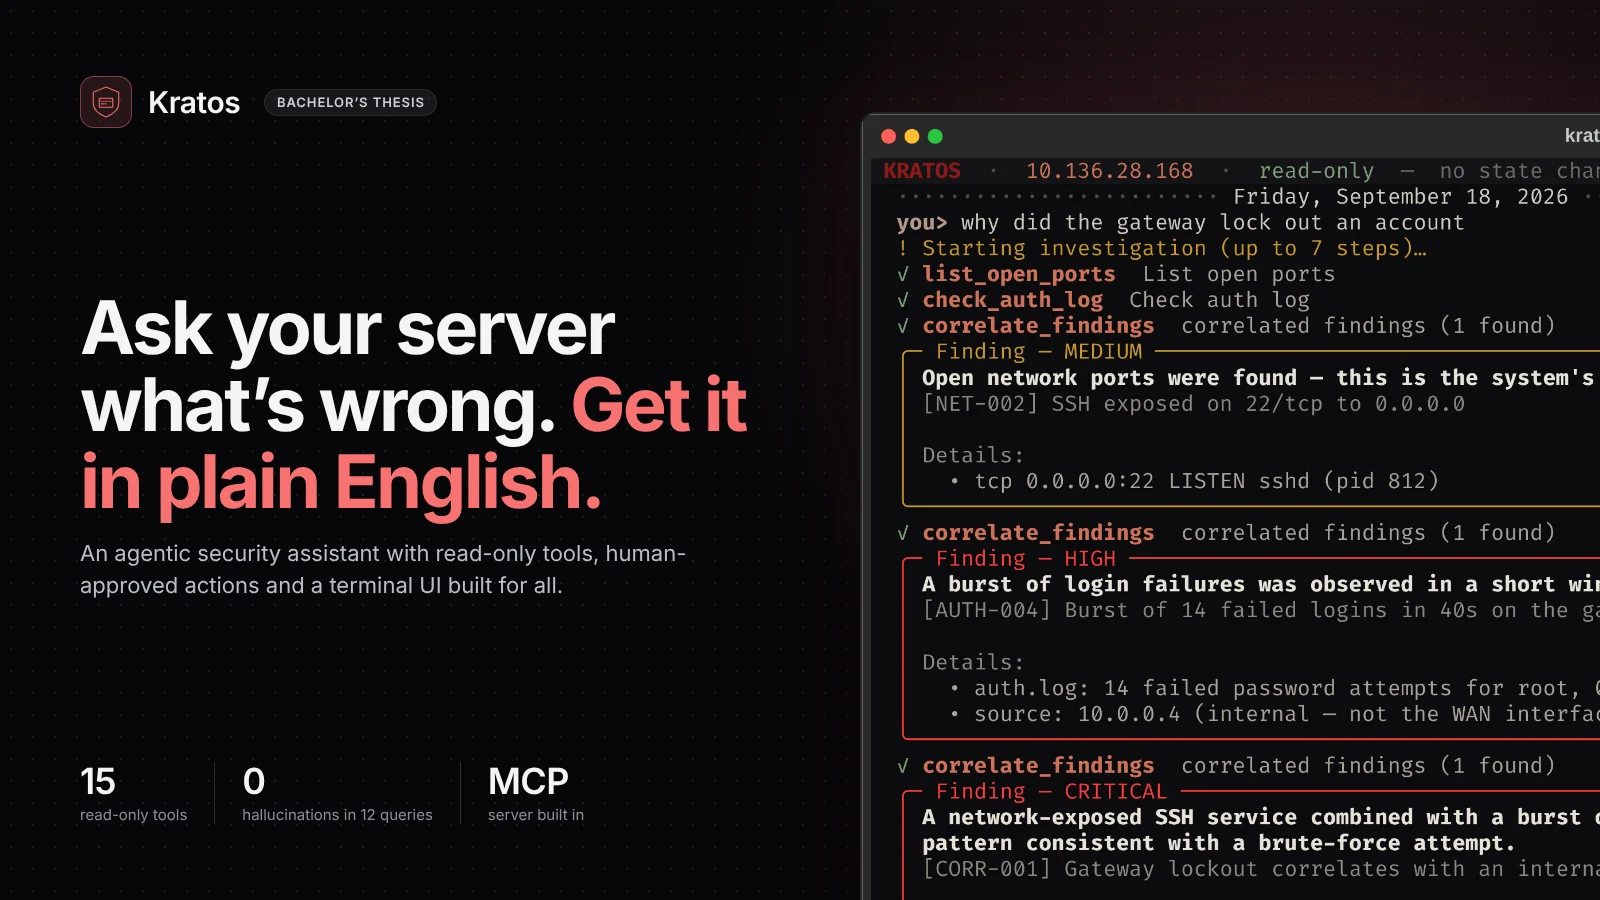 Kratos
BACHELOR’S THESIS
Ask your server
what’s wrong. Get it
in plain English.
An agentic security assistant with read-only tools, human-
approved actions and a terminal UI built for all.
15
read-only tools
0
hallucinations in 12 queries
MCP
server built in
KRATOS · 10.136.28.168 · read-only — no state
Friday, September 18, 2026
you> why did the gateway lock out an account
! Starting investigation (up to 7 steps)…
√ list_open_ports List open ports
√ check_auth_log Check auth log
√ correlate_findings correlated findings (1 found)
Finding — MEDIUM
Open network ports were found — this is the system's
[NET-002] SSH exposed on 22/tcp to 0.0.0.0
Details:
• tcp 0.0.0.0:22 LISTEN sshd (pid 812)
√ correlate_findings correlated findings (1 found)
Finding — HIGH
A burst of login failures was observed in a short
[AUTH-004] Burst of 14 failed logins in 40s on the
Details:
• auth.log: 14 failed password attempts for root,
• source: 10.0.0.4 (internal — not the WAN
√ correlate_findings correlated findings (1 found)
Finding — CRITICAL
A network-exposed SSH service combined with a burst
pattern consistent with a brute-force attempt.
[CORR-001] Gateway lockout correlates with an